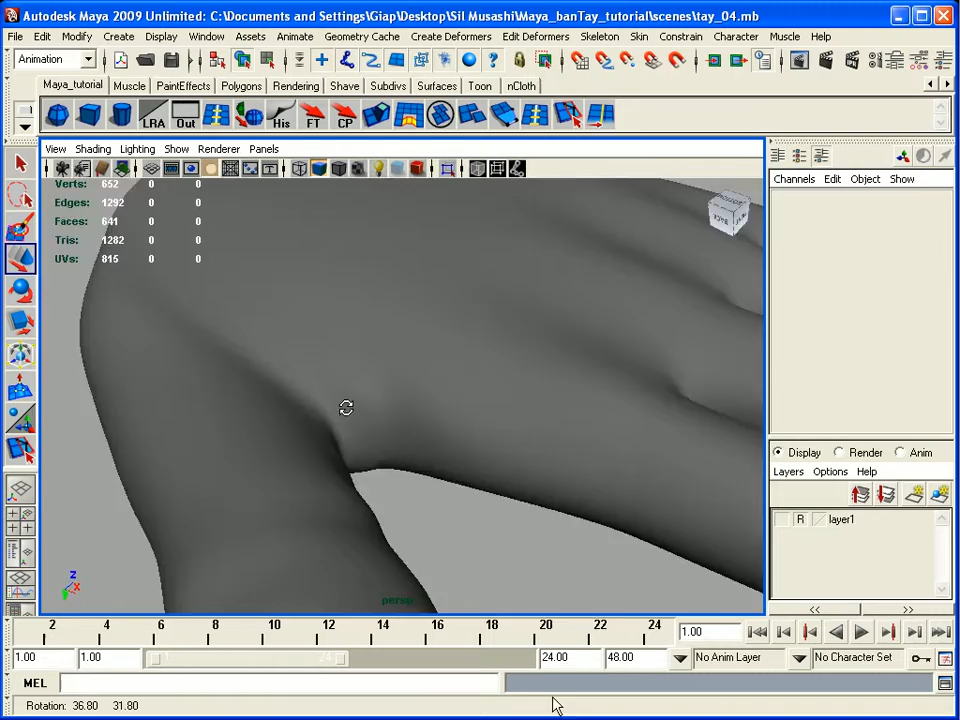 Autodesk Maya 2009 Unlimited: C:\Documents and Settings\Giap\Desktop\Sil Musashi\Maya_banTay_tutorial\scenes\tay_04.mb
File Edit Modify Create Display Window Assets Animate Geometry Cache Create Deformers Edit Deformers Skeleton Skin Constrain Character Muscle Help
Animation
Maya_tutorial Muscle PaintEffects Polygons Rendering Shave Subdivs Surfaces Toon nCloth
LRA Out His FT CP
View Shading Lighting Show Renderer Panels
Channels Edit Object Show
Verts: 652 0 0
Edges: 1292 0 0
Faces: 641 0 0
Tris: 1282 0 0
UVs: 815 0 0
BOTTOM
BACK
Display Render Anim
Layers Options Help
R layer1
z
x
y
persp
<< >>
2 4 6 8 10 12 14 16 18 20 22 24
1.00
1.00 1.00 1 24 24.00 48.00 No Anim Layer No Character Set
MEL
Rotation: 36.80 31.80